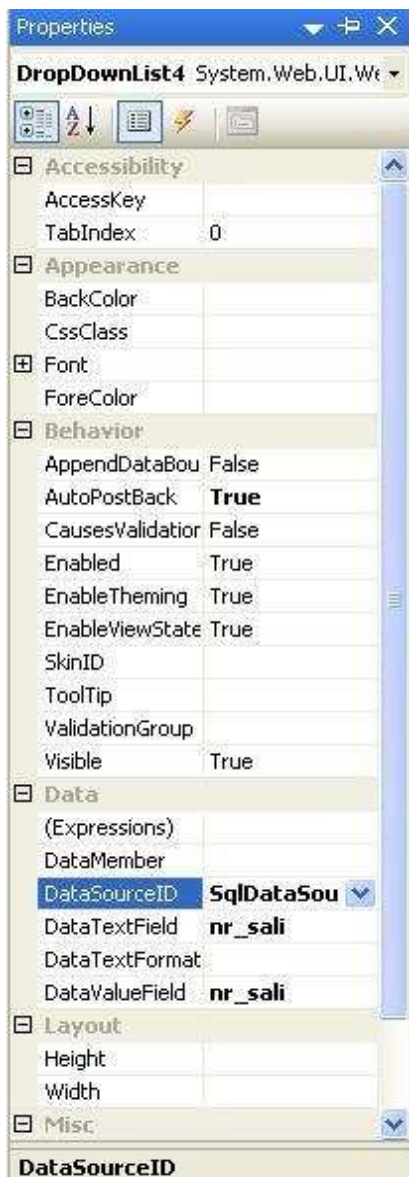 Properties
DropDownList4 System.Web.UI.We
A
Z
Accessibility
AccessKey
TabIndex 0
Appearance
BackColor
CssClass
Font
ForeColor
Behavior
AppendDataBou False
AutoPostBack True
CausesValidation False
Enabled True
EnableTheming True
EnableViewState True
SkinID
ToolTip
ValidationGroup
Visible True
Data
(Expressions)
DataMember
DataSourceID SqlDataSou
DataTextField nr_sali
DataTextFormat
DataValueField nr_sali
Layout
Height
Width
Misc
DataSourceID